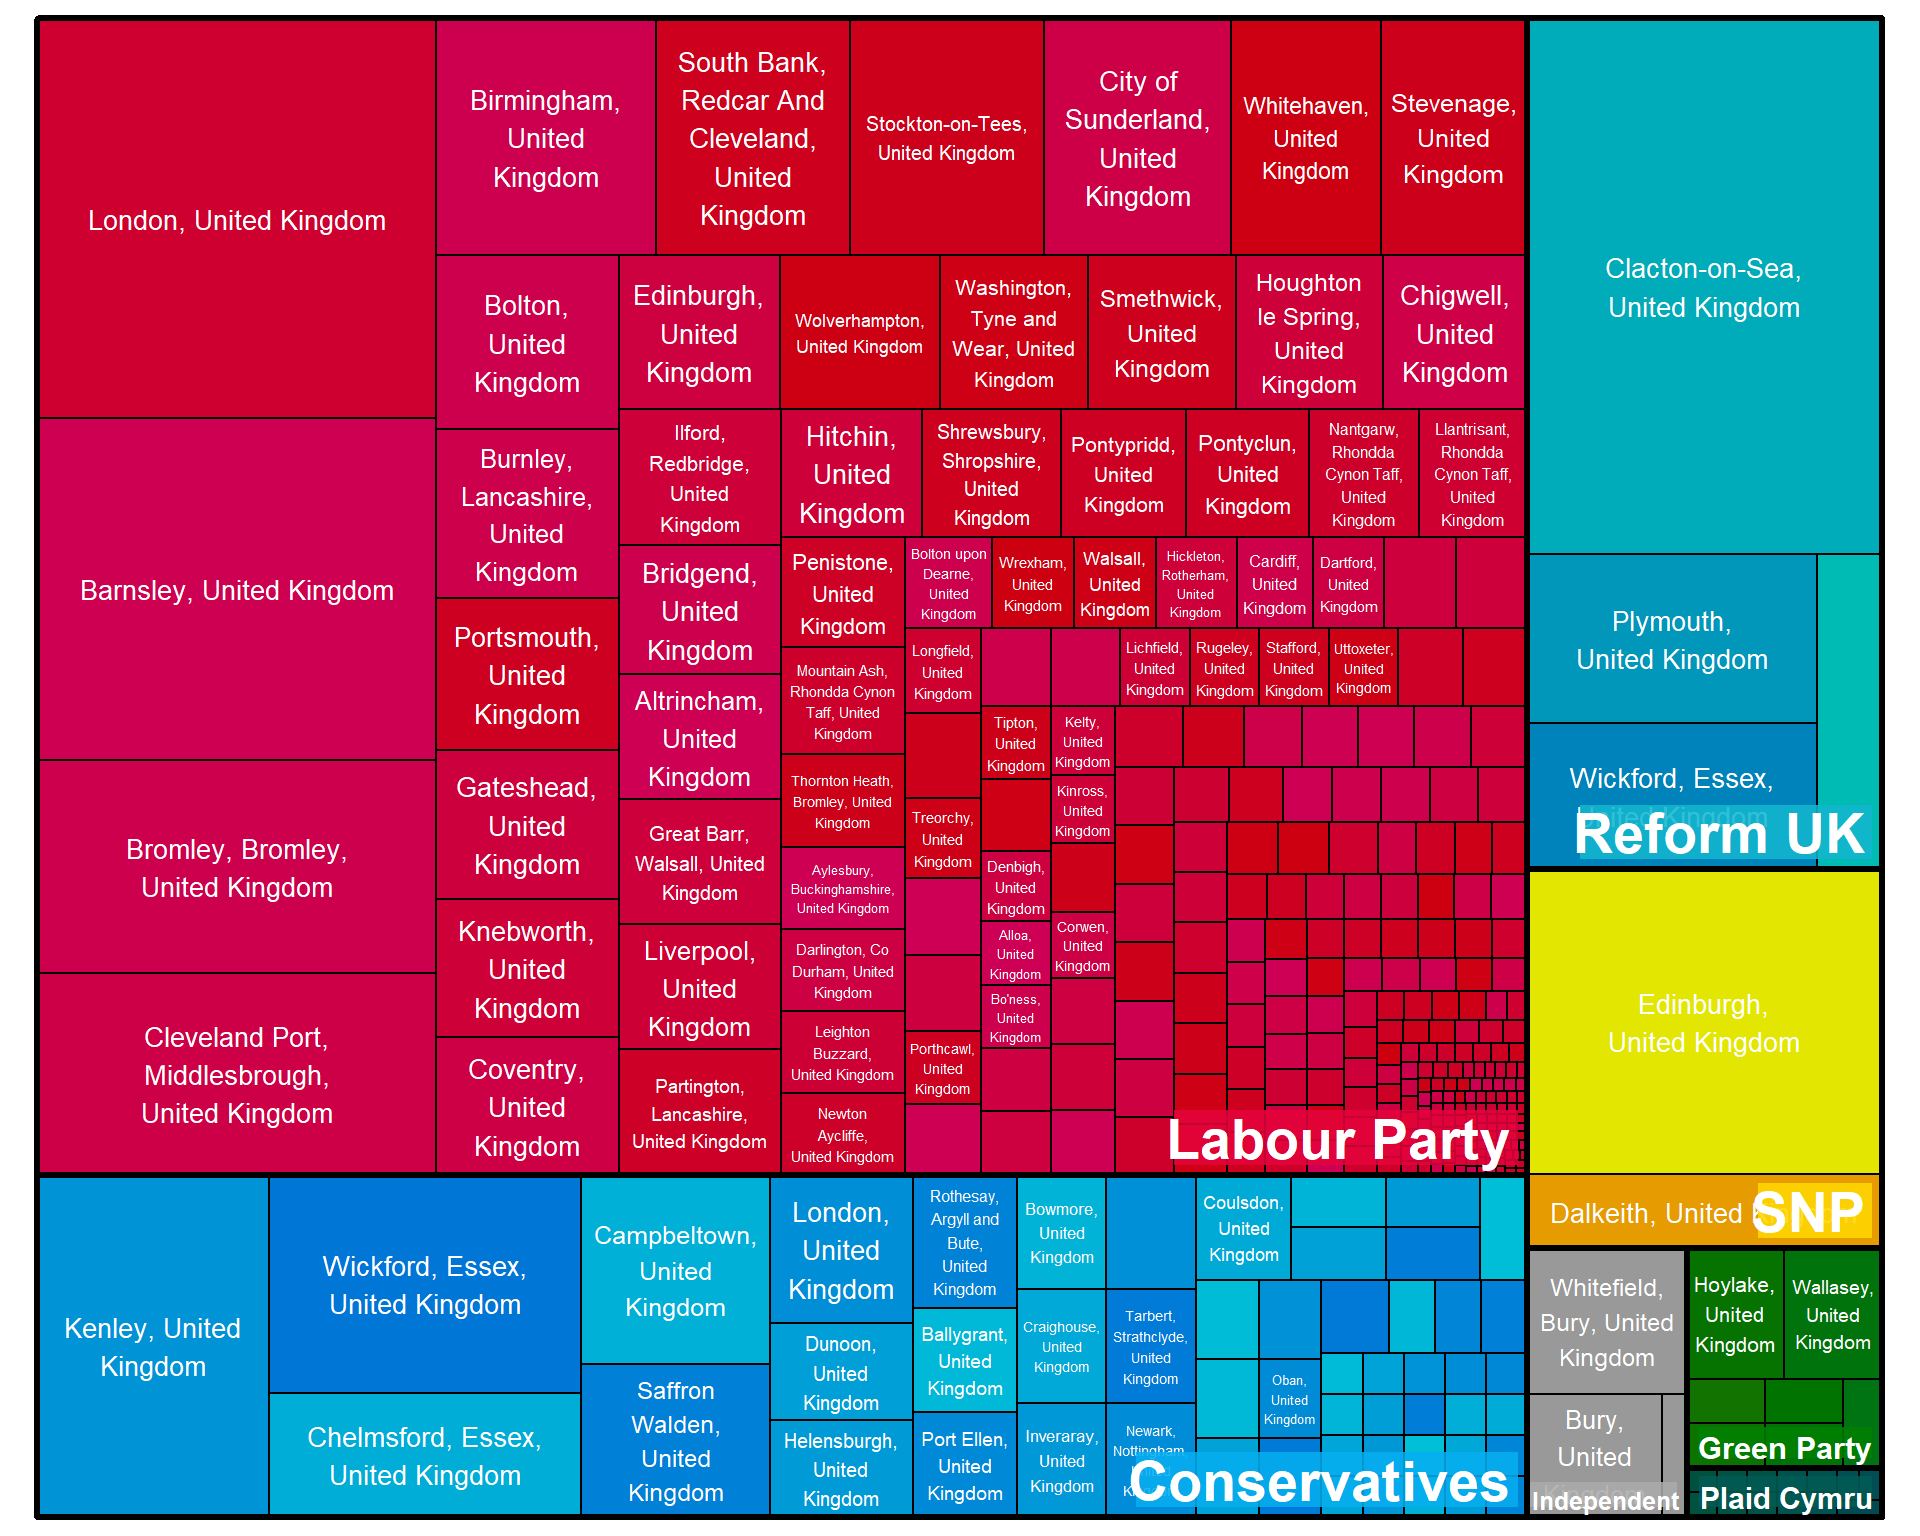 London, United Kingdom
Barnsley, United Kingdom
Bromley, Bromley,
United Kingdom
Cleveland Port,
Middlesbrough,
United Kingdom
Birmingham,
United
Kingdom
South Bank,
Redcar And
Cleveland,
United
Kingdom
Stockton-on-Tees,
United Kingdom
City of
Sunderland,
United
Kingdom
Whitehaven,
United
Kingdom
Stevenage,
United
Kingdom
Bolton,
United
Kingdom
Burnley,
Lancashire,
United
Kingdom
Portsmouth,
United
Kingdom
Gateshead,
United
Kingdom
Knebworth,
United
Kingdom
Coventry,
United
Kingdom
Edinburgh,
United
Kingdom
Ilford,
Redbridge,
United
Kingdom
Bridgend,
United
Kingdom
Altrincham,
United
Kingdom
Great Barr,
Walsall, United
Kingdom
Liverpool,
United
Kingdom
Partington,
Lancashire,
United Kingdom
Wolverhampton,
United Kingdom
Washington,
Tyne and
Wear, United
Kingdom
Smethwick,
United
Kingdom
Houghton
le Spring,
United
Kingdom
Chigwell,
United
Kingdom
Hitchin,
United
Kingdom
Shrewsbury,
Shropshire,
United
Kingdom
Pontypridd,
United
Kingdom
Pontyclun,
United
Kingdom
Nantgarw,
Rhondda
Cynon Taff,
United
Kingdom
Llantrisant,
Rhondda
Cynon Taff,
United
Kingdom
Penistone,
United
Kingdom
Mountain Ash,
Rhondda Cynon
Taff, United
Kingdom
Thornton Heath,
Bromley, United
Kingdom
Aylesbury,
Buckinghamshire,
United Kingdom
Darlington, Co
Durham, United
Kingdom
Leighton
Buzzard,
United Kingdom
Newton
Aycliffe,
United Kingdom
Bolton upon
Dearne,
United
Kingdom
Wrexham,
United
Kingdom
Walsall,
United
Kingdom
Hickleton,
Rotherham,
United
Kingdom
Cardiff,
United
Kingdom
Dartford,
United
Kingdom
Longfield,
United
Kingdom
Treorchy,
United
Kingdom
Porthcawl,
United
Kingdom
Lichfield,
United
Kingdom
Rugeley,
United
Kingdom
Stafford,
United
Kingdom
Uttoxeter,
United
Kingdom
Tipton,
United
Kingdom
Denbigh,
United
Kingdom
Alloa,
United
Kingdom
Bo'ness,
United
Kingdom
Kelty,
United
Kingdom
Kinross,
United
Kingdom
Corwen,
United
Kingdom
Labour Party
Kenley, United
Kingdom
Wickford, Essex,
United Kingdom
Chelmsford, Essex,
United Kingdom
Campbeltown,
United
Kingdom
Saffron
Walden,
United
Kingdom
London,
United
Kingdom
Dunoon,
United
Kingdom
Helensburgh,
United
Kingdom
Rothesay,
Argyll and
Bute,
United
Kingdom
Ballygrant,
United
Kingdom
Port Ellen,
United
Kingdom
Bowmore,
United
Kingdom
Craighouse,
United
Kingdom
Inveraray,
United
Kingdom
Tarbert,
Strathclyde,
United
Kingdom
Newark,
Nottingham
Coulsdon,
United
Kingdom
Oban,
United
Kingdom
Conservatives
Clacton-on-Sea,
United Kingdom
Plymouth,
United Kingdom
Wickford, Essex,
United Kingdom
Reform UK
Edinburgh,
United Kingdom
Dalkeith, United
SNP
Whitefield,
Bury, United
Kingdom
Bury,
United
Kingdom
Independent
Hoylake,
United
Kingdom
Wallasey,
United
Kingdom
Green Party
Plaid Cymru